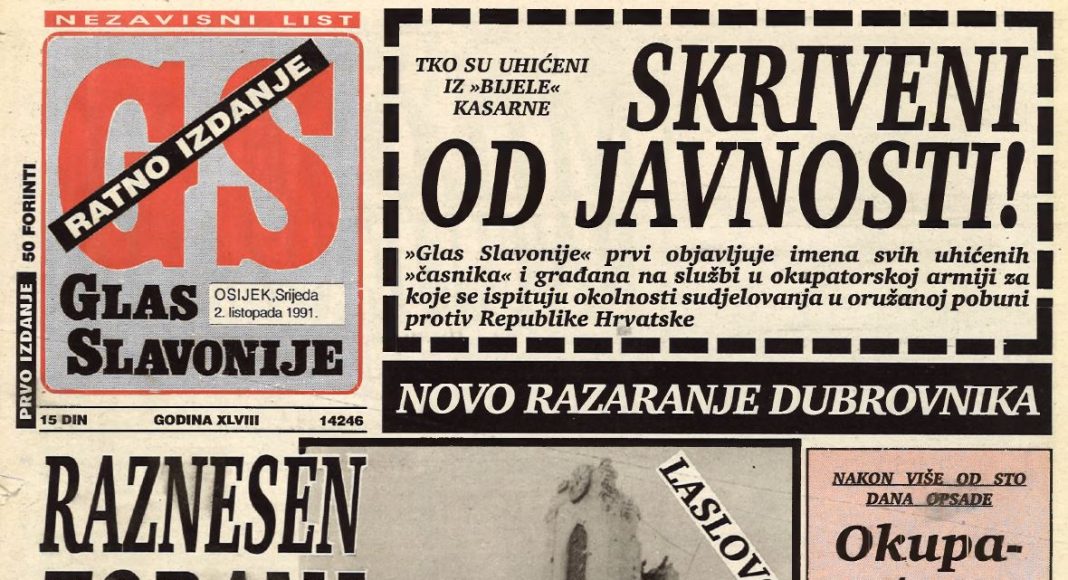 NEZAVISNI LIST
GS
RATNO IZDANJE
GLAS
SLAVONIJE
OSIJEK,Srijeda
2. listopada 1991.
PRVO IZDANJE 50 FORINTI
15 DIN GODINA XLVIII 14246
TKO SU UHIĆENI
IZ »BIJELE«
KASARNE
SKRIVENI
OD JAVNOSTI!
»Glas Slavonije« prvi objavljuje imena svih uhićenih
»časnika« i građana na službi u okupatorskoj armiji za
koje se ispituju okolnosti sudjelovanja u oružanoj pobuni
protiv Republike Hrvatske
NOVO RAZARANJE DUBROVNIKA
RAZNESEN
NAKON VIŠE OD STO
DANA OPSADE
Okupa-